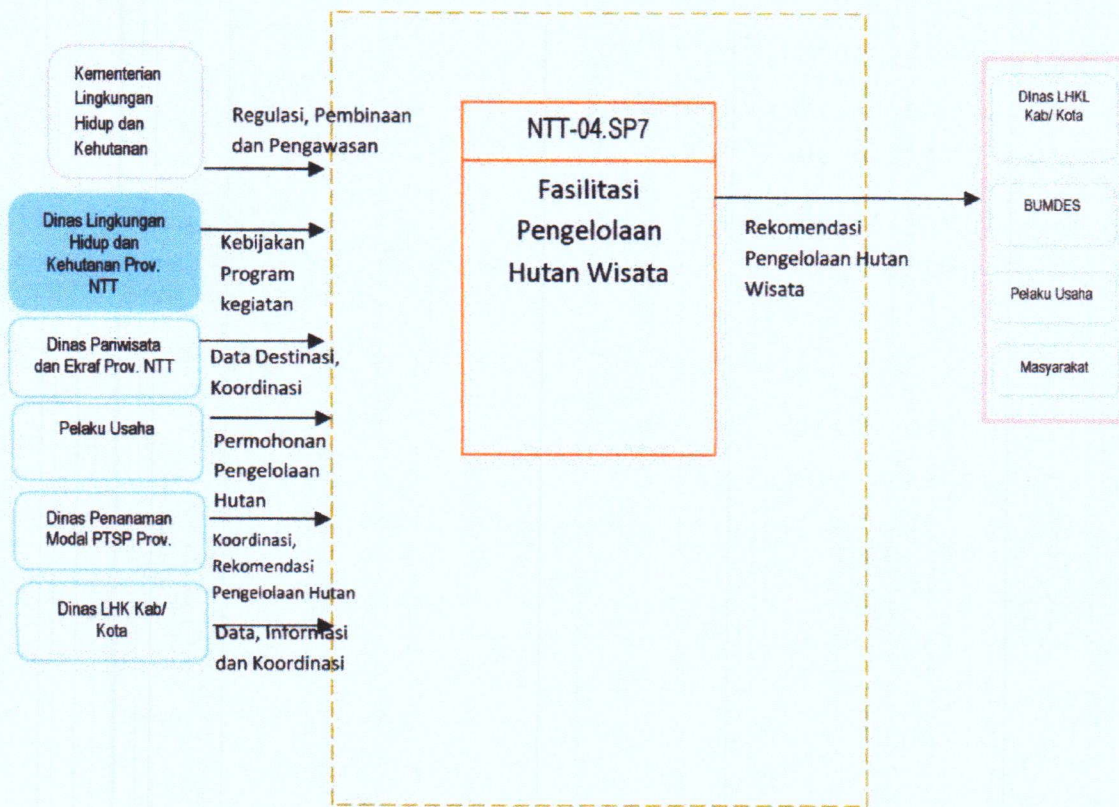 Kementerian
Lingkungan
Hidup dan
Kehutanan
Regulasi, Pembinaan
dan Pengawasan
Dinas Lingkungan
Hidup dan
Kehutanan Prov.
NTT
Kebijakan
Program
kegiatan
Dinas Pariwisata
dan Ekraf Prov. NTT
Data Destinasi,
Koordinasi
Pelaku Usaha
Permohonan
Pengelolaan
Hutan
Dinas Penanaman
Modal PTSP Prov.
Koordinasi,
Rekomendasi
Pengelolaan Hutan
Dinas LHK Kab/
Kota
Data, Informasi
dan Koordinasi
NTT-04.SP7
Fasilitasi
Pengelolaan
Hutan Wisata
Rekomendasi
Pengelolaan Hutan
Wisata
Dinas LHKL
Kab/ Kota
BUMDES
Pelaku Usaha
Masyarakat